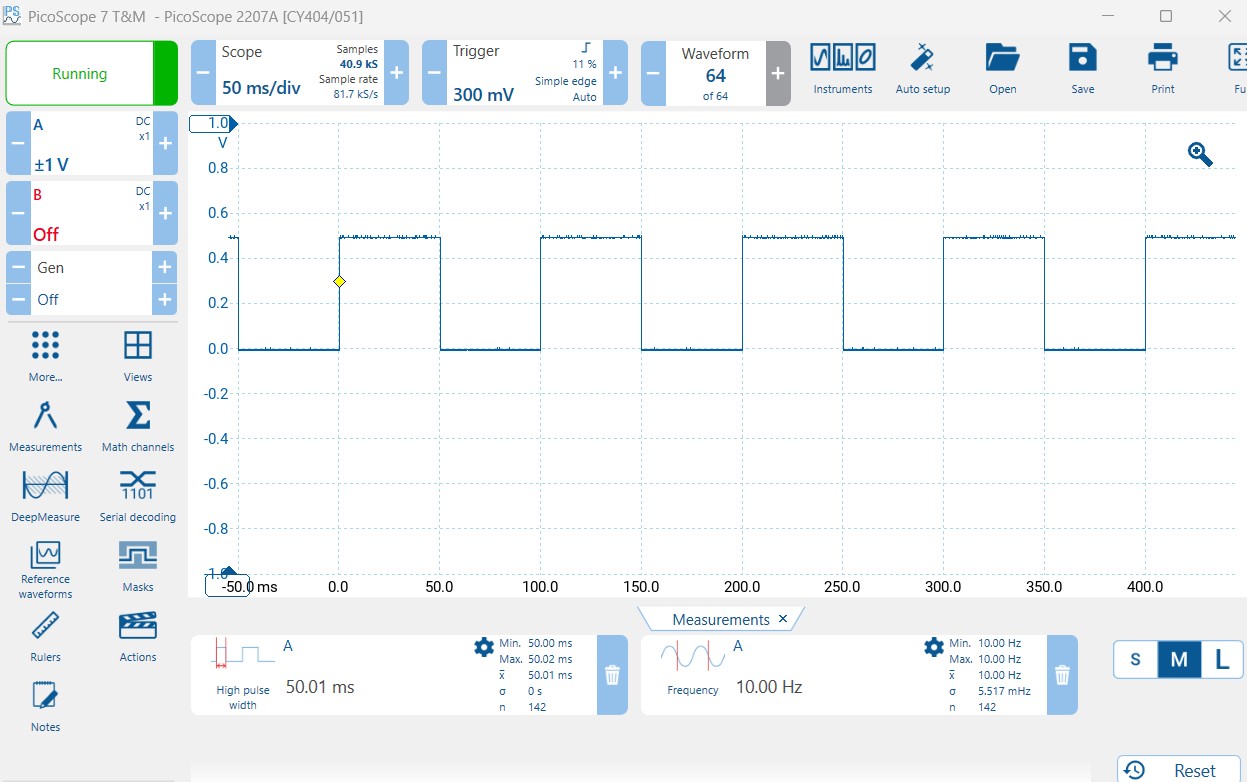 PicoScope 7 T&M - PicoScope 2207A [CY404/051]
Running
Scope
50 ms/div
Samples
40.9 kS
Sample rate
81.7 kS/s
Trigger
300 mV
11 %
Simple edge
Auto
Waveform
64
of 64
Instruments
Auto setup
Open
Save
Print
Fu
A
DC
x1
±1 V
B
DC
x1
Off
Gen
Off
More...
Views
Measurements
Math channels
DeepMeasure
1101
Serial decoding
Reference
waveforms
Masks
Rulers
Actions
Notes
1.0
V
0.8
0.6
0.4
0.2
0.0
-0.2
-0.4
-0.6
-0.8
-1.0
-50.0 ms
0.0
50.0
100.0
150.0
200.0
250.0
300.0
350.0
400.0
Measurements ×
A
High pulse
width
50.01 ms
Min. 50.00 ms
Max. 50.02 ms
x̄ 50.01 ms
σ 0 s
n 142
A
Frequency
10.00 Hz
Min. 10.00 Hz
Max. 10.00 Hz
x̄ 10.00 Hz
σ 5.517 mHz
n 142
S
M
L
Reset